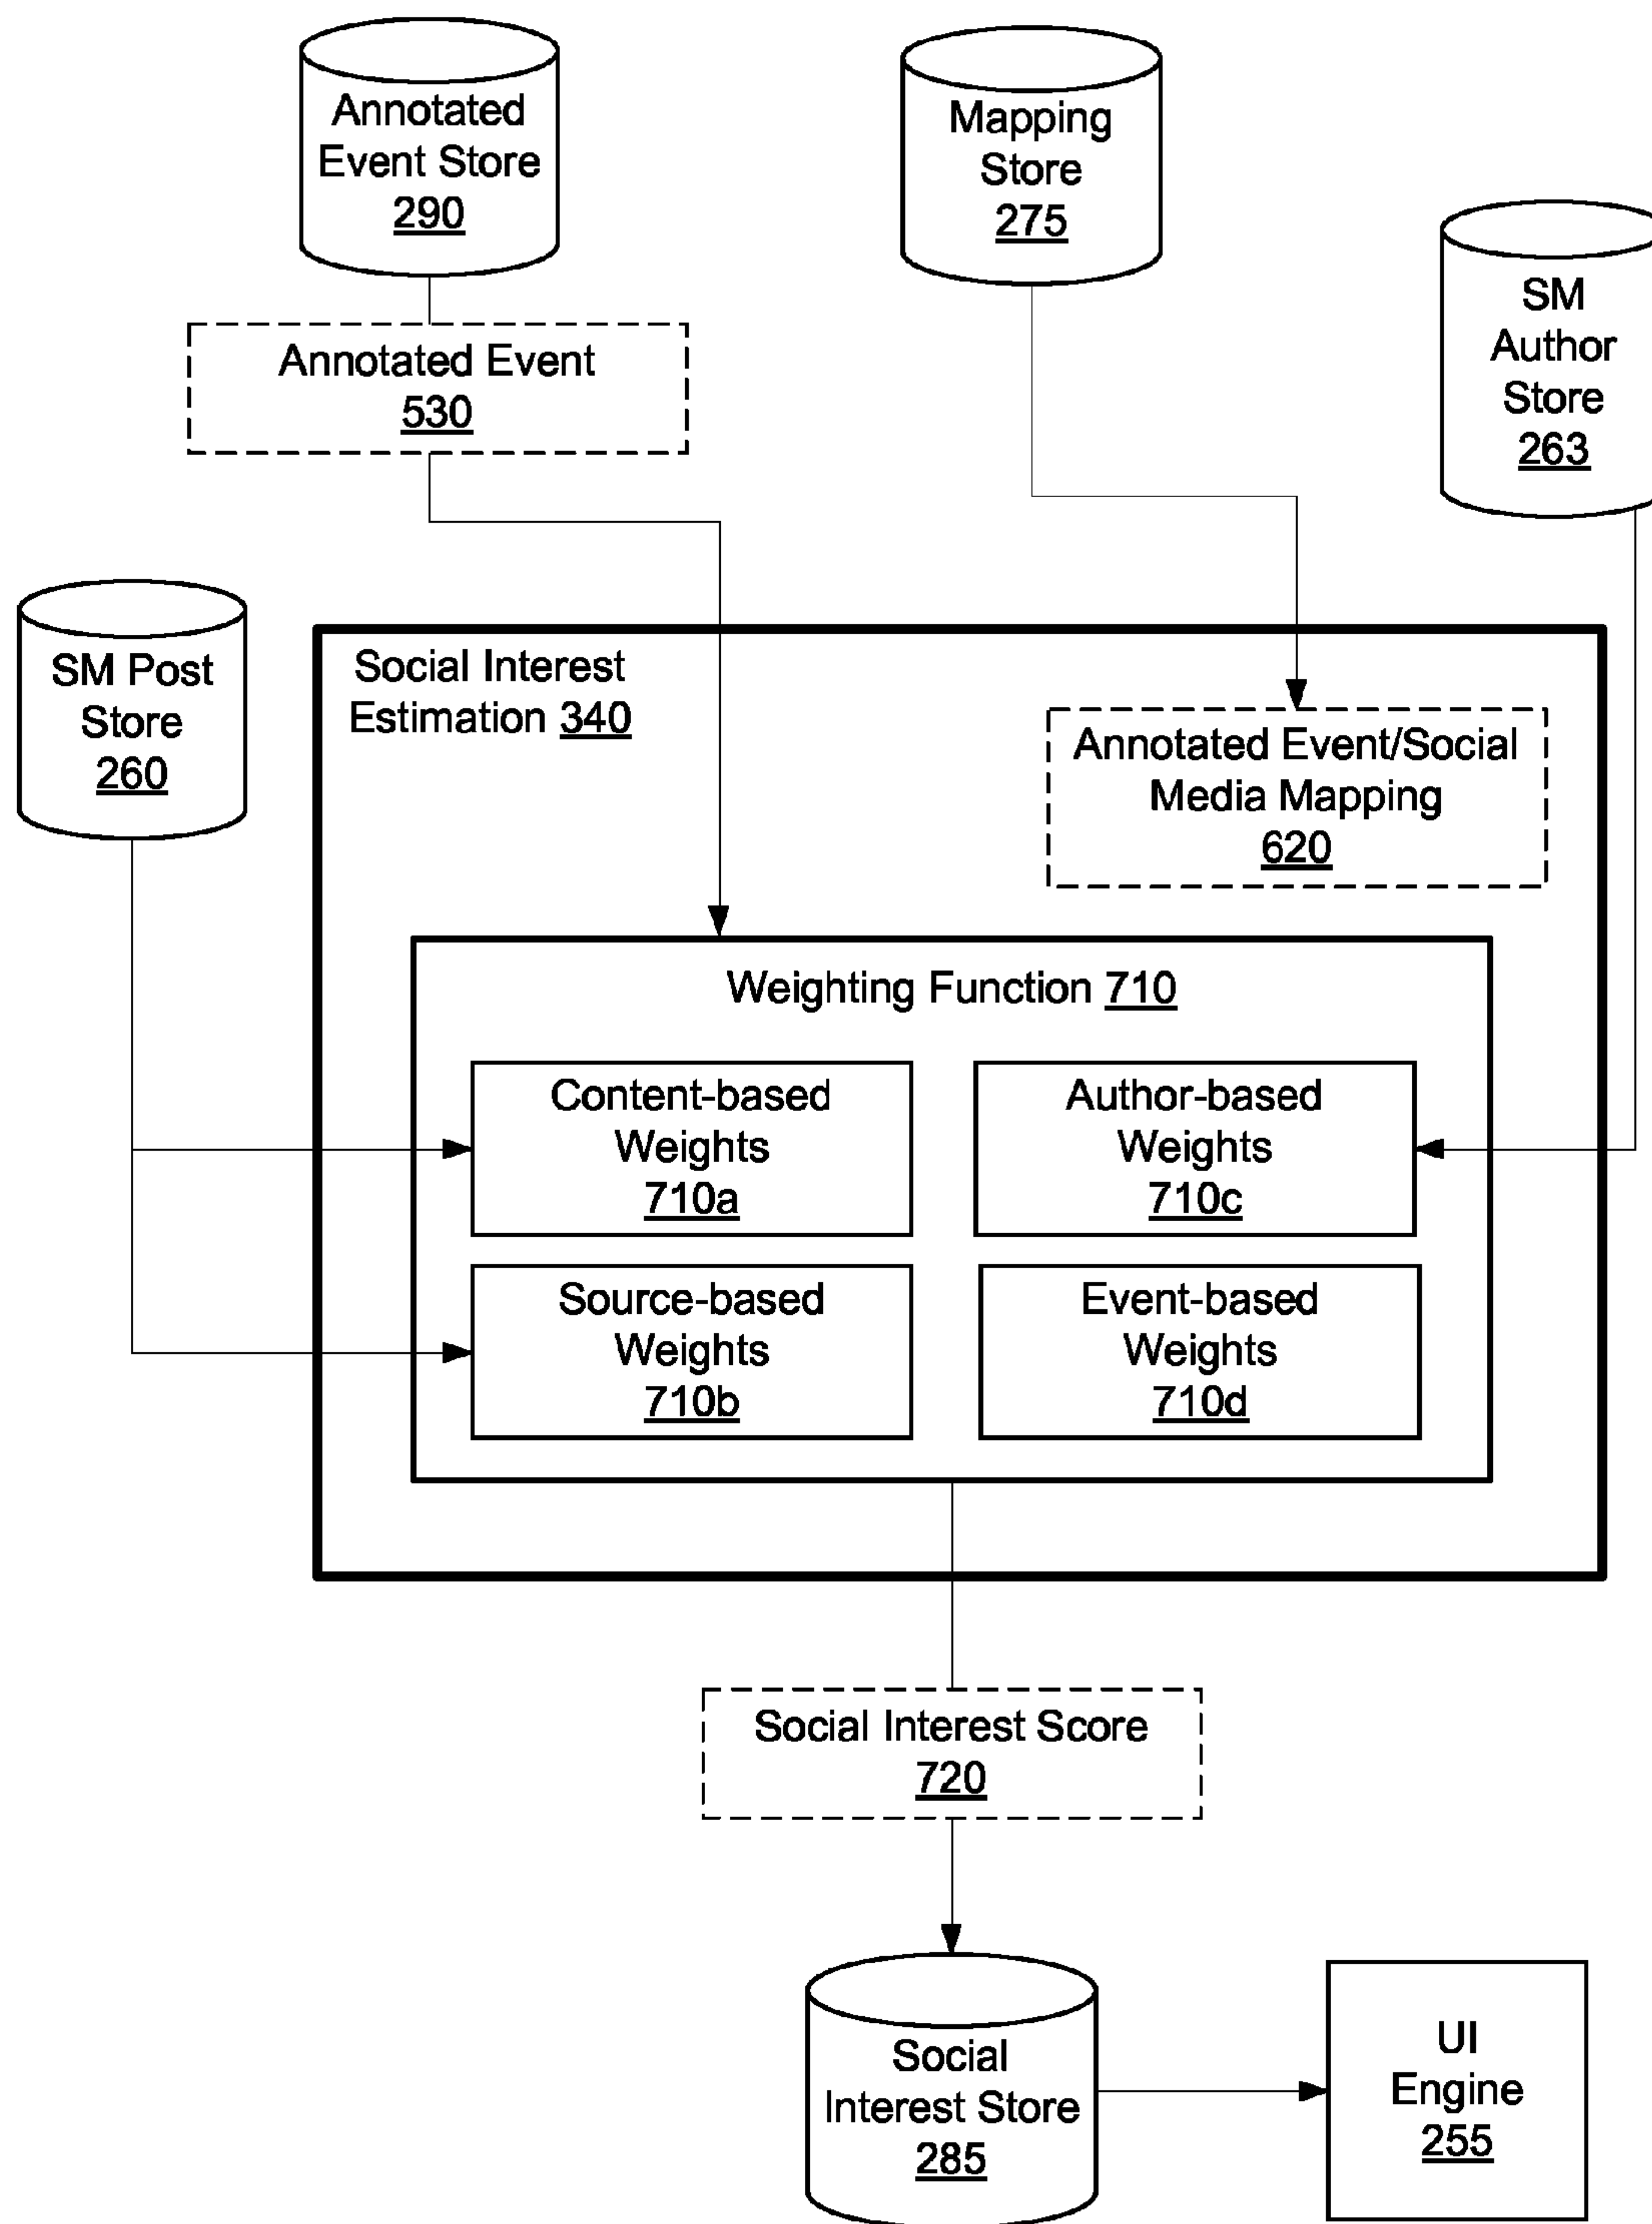 Annotated
Event Store
290
Mapping
Store
275
SM
Author
Store
263
Annotated Event
530
SM Post
Store
260
Social Interest
Estimation 340
Annotated Event/Social
Media Mapping
620
Weighting Function 710
Content-based
Weights
710a
Author-based
Weights
710c
Source-based
Weights
710b
Event-based
Weights
710d
Social Interest Score
720
Social
Interest Store
285
UI
Engine
255